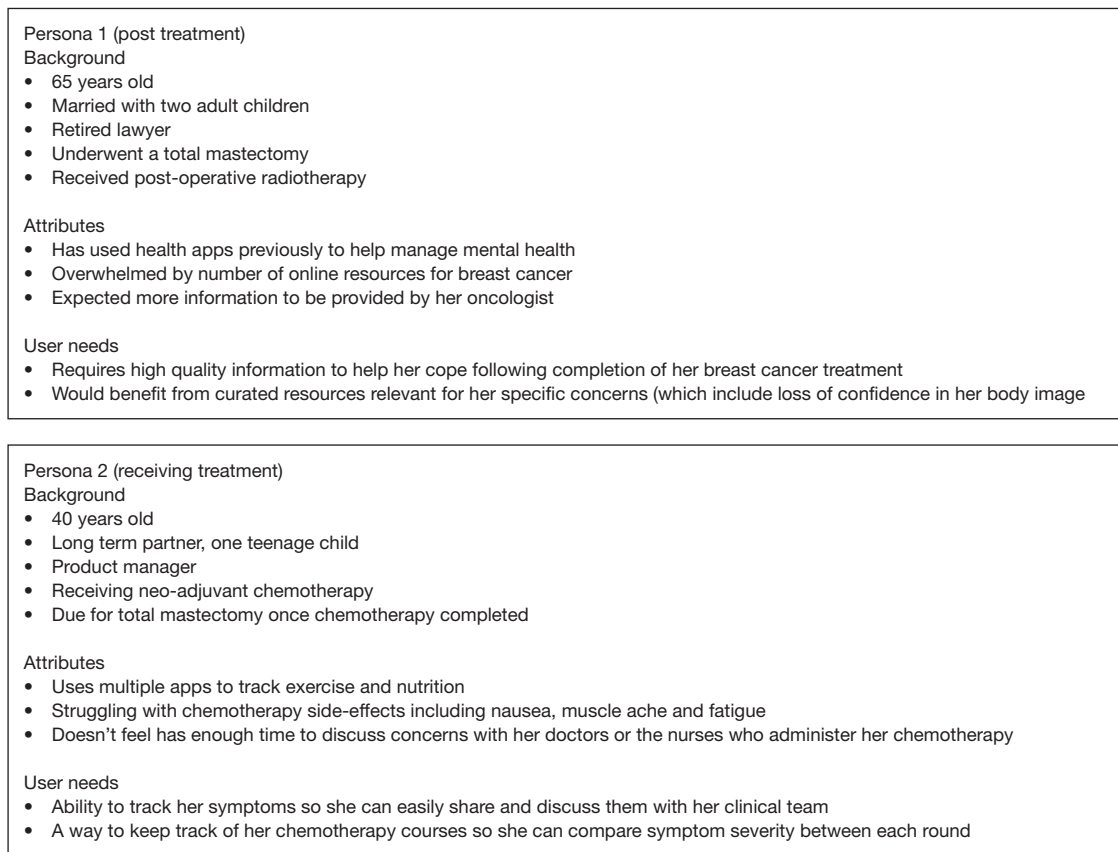 Persona 1 (post treatment)
Background
• 65 years old
• Married with two adult children
• Retired lawyer
• Underwent a total mastectomy
• Received post-operative radiotherapy
Attributes
• Has used health apps previously to help manage mental health
• Overwhelmed by number of online resources for breast cancer
• Expected more information to be provided by her oncologist
User needs
• Requires high quality information to help her cope following completion of her breast cancer treatment
• Would benefit from curated resources relevant for her specific concerns (which include loss of confidence in her body image
Persona 2 (receiving treatment)
Background
• 40 years old
• Long term partner, one teenage child
• Product manager
• Receiving neo-adjuvant chemotherapy
• Due for total mastectomy once chemotherapy completed
Attributes
• Uses multiple apps to track exercise and nutrition
• Struggling with chemotherapy side-effects including nausea, muscle ache and fatigue
• Doesn't feel has enough time to discuss concerns with her doctors or the nurses who administer her chemotherapy
User needs
• Ability to track her symptoms so she can easily share and discuss them with her clinical team
• A way to keep track of her chemotherapy courses so she can compare symptom severity between each round